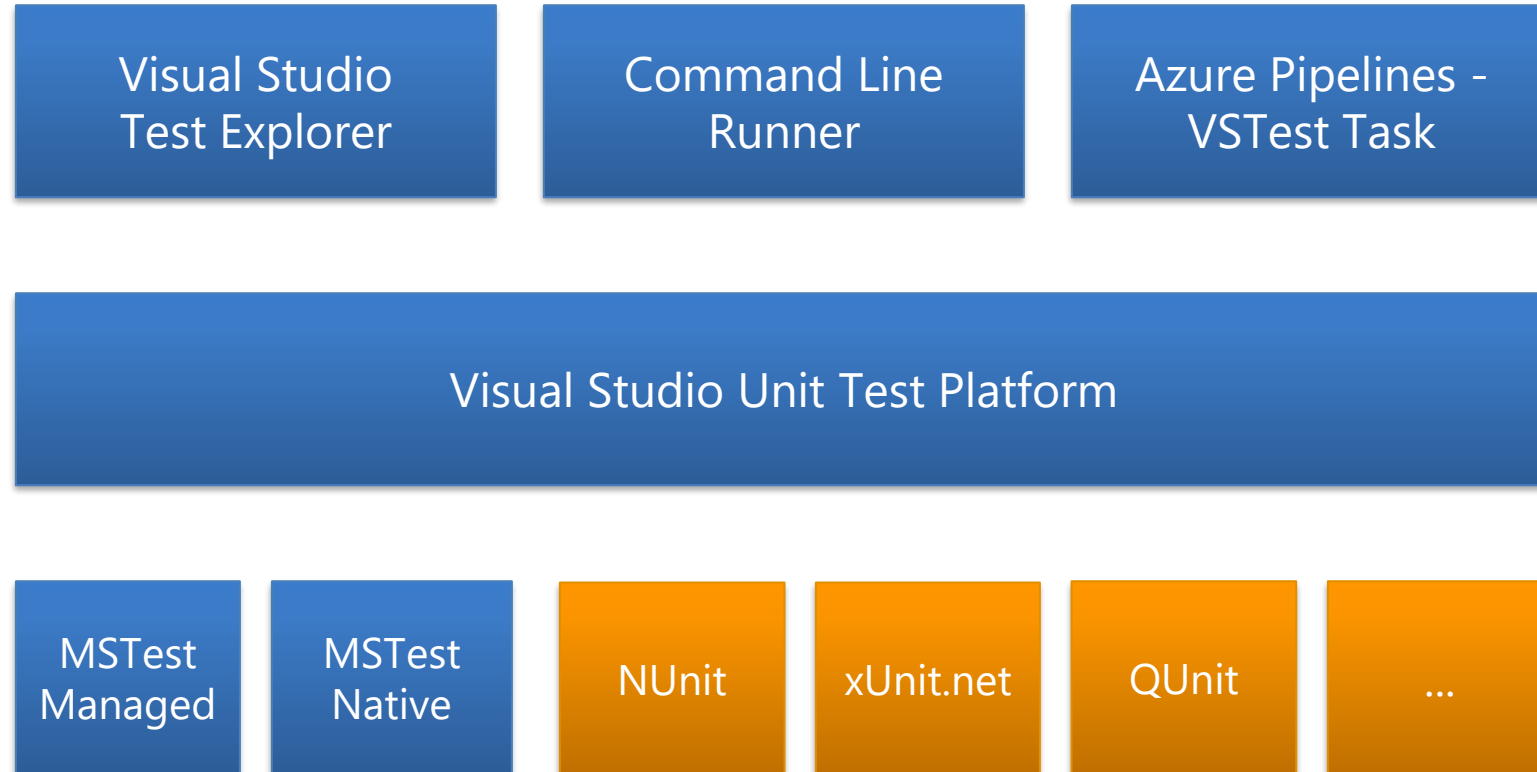 Visual Studio
Test Explorer
Command Line
Runner
Azure Pipelines -
VSTest Task
Visual Studio Unit Test Platform
MSTest
Managed
MSTest
Native
NUnit
xUnit.net
QUnit
...